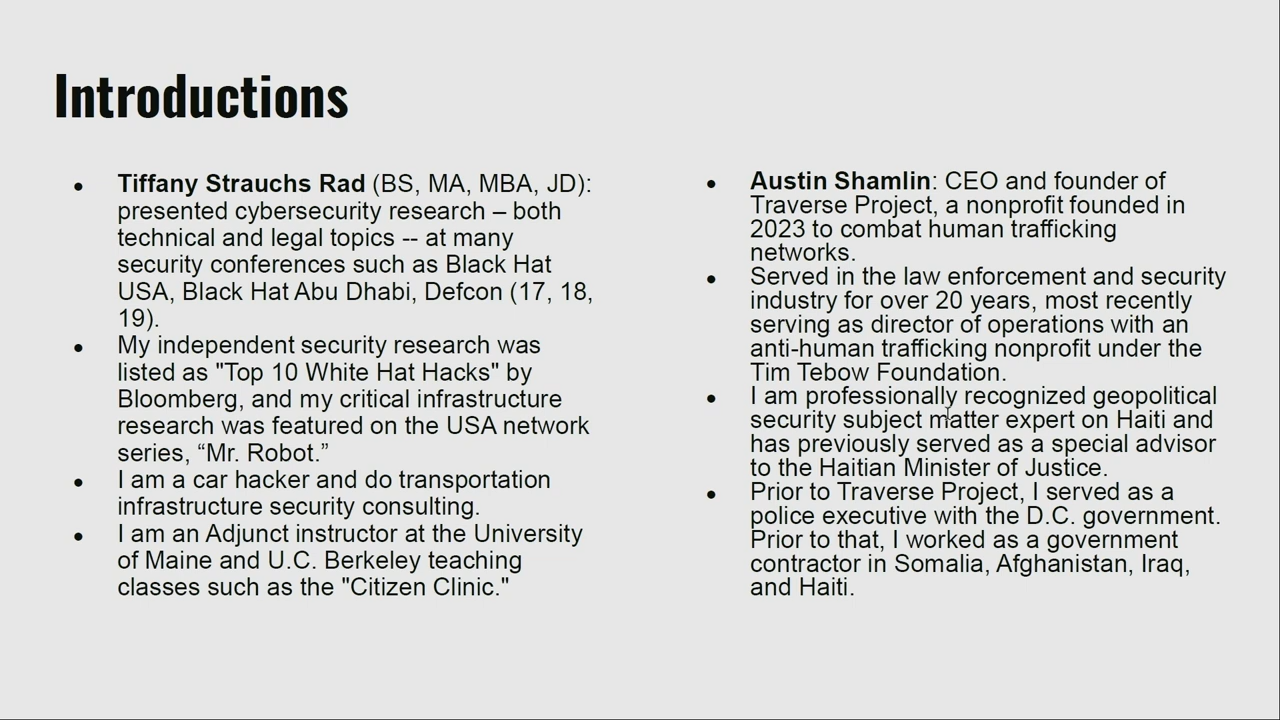 Introductions
● Tiffany Strauchs Rad (BS, MA, MBA, JD):
presented cybersecurity research – both
technical and legal topics -- at many
security conferences such as Black Hat
USA, Black Hat Abu Dhabi, Defcon (17, 18,
19).
● My independent security research was
listed as "Top 10 White Hat Hacks" by
Bloomberg, and my critical infrastructure
research was featured on the USA network
series, “Mr. Robot.”
● I am a car hacker and do transportation
infrastructure security consulting.
● I am an Adjunct instructor at the University
of Maine and U.C. Berkeley teaching
classes such as the "Citizen Clinic."
● Austin Shamlin: CEO and founder of
Traverse Project, a nonprofit founded in
2023 to combat human trafficking
networks.
● Served in the law enforcement and security
industry for over 20 years, most recently
serving as director of operations with an
anti-human trafficking nonprofit under the
Tim Tebow Foundation.
● I am professionally recognized geopolitical
security subject matter expert on Haiti and
has previously served as a special advisor
to the Haitian Minister of Justice.
● Prior to Traverse Project, I served as a
police executive with the D.C. government.
Prior to that, I worked as a government
contractor in Somalia, Afghanistan, Iraq,
and Haiti.